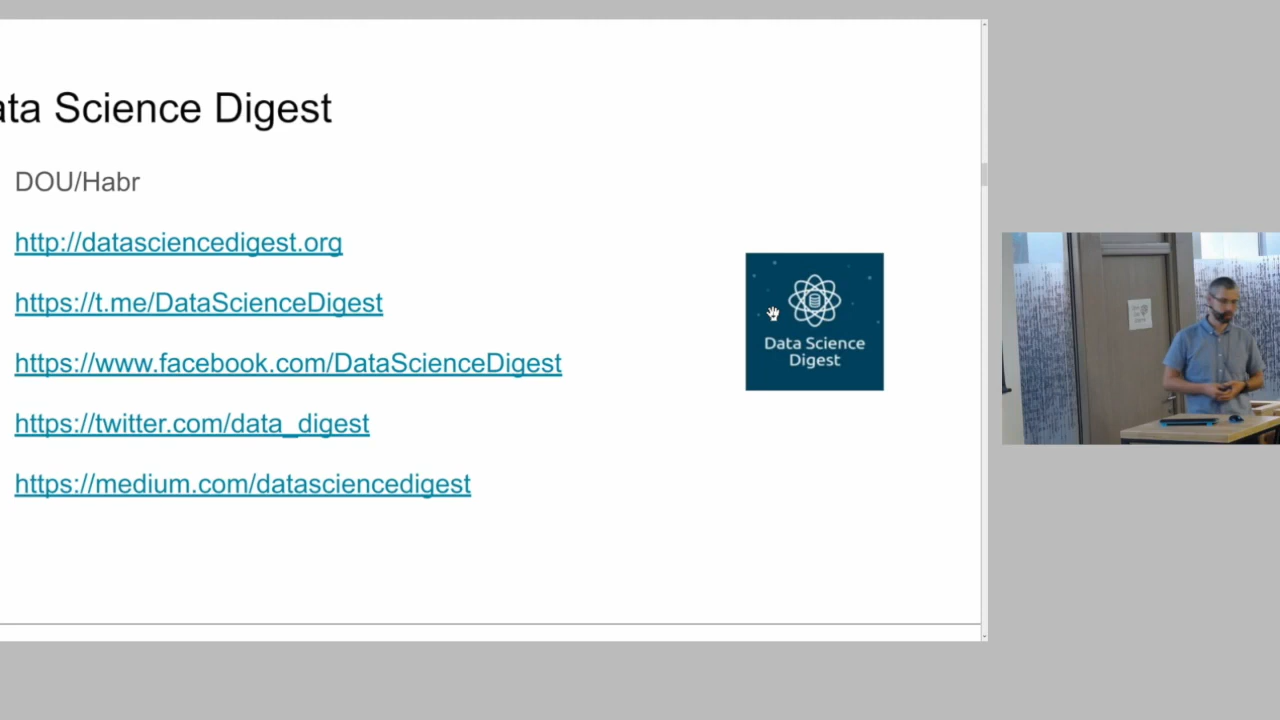 ata Science Digest
DOU/Habr
http://datasciencedigest.org
https://t.me/DataScienceDigest
https://www.facebook.com/DataScienceDigest
https://twitter.com/data_digest
https://medium.com/datasciencedigest
Data Science
Digest